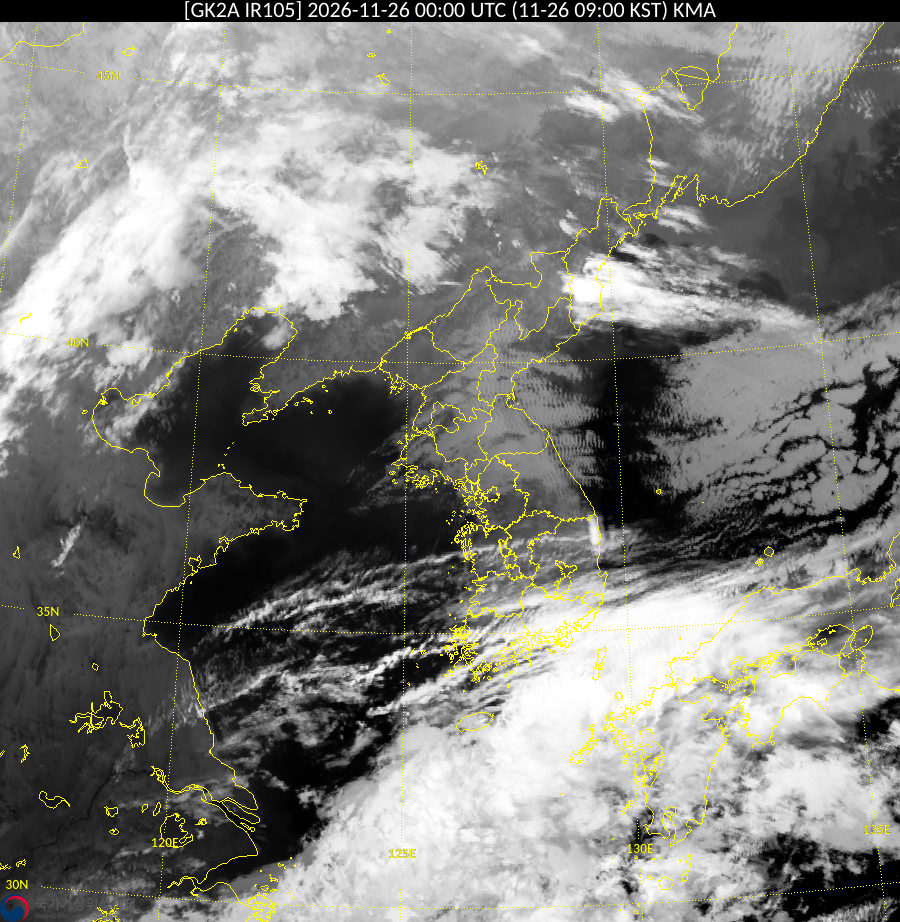 [GK2A IR105] 2026-11-26 00:00 UTC (11-26 09:00 KST) KMA
45N
40N
35N
120E
125E
130E
135E
30N